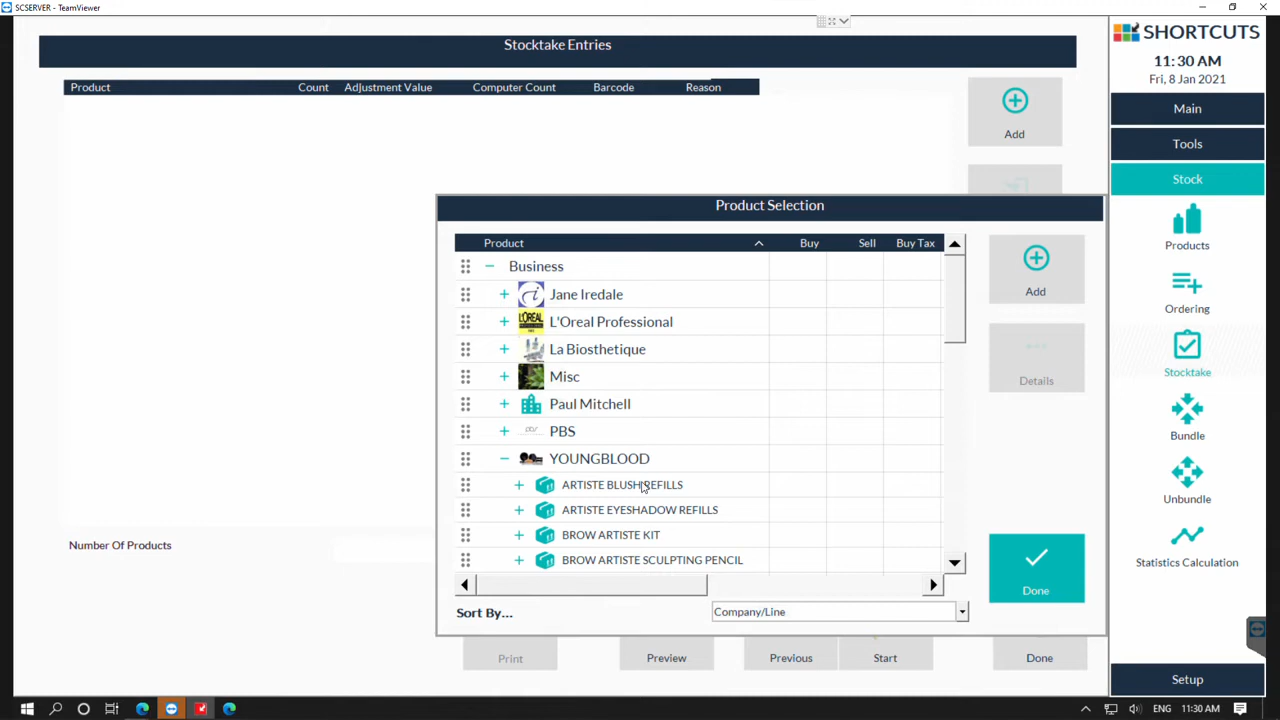 SCSERVER - TeamViewer
Stocktake Entries
Product Count Adjustment Value Computer Count Barcode Reason
Add
Product Selection
Product Buy Sell Buy Tax
Business
Jane Iredale
L'Oreal Professional
La Biosthetique
Misc
Paul Mitchell
PBS
YOUNGBLOOD
ARTISTE BLUSH REFILLS
ARTISTE EYESHADOW REFILLS
BROW ARTISTE KIT
BROW ARTISTE SCULPTING PENCIL
Add
Details
Done
Sort By...
Company/Line
Number Of Products
Print
Preview
Previous
Start
Done
SHORTCUTS
11:30 AM
Fri, 8 Jan 2021
Main
Tools
Stock
Products
Ordering
Stocktake
Bundle
Unbundle
Statistics Calculation
Setup
ENG 11:30 AM